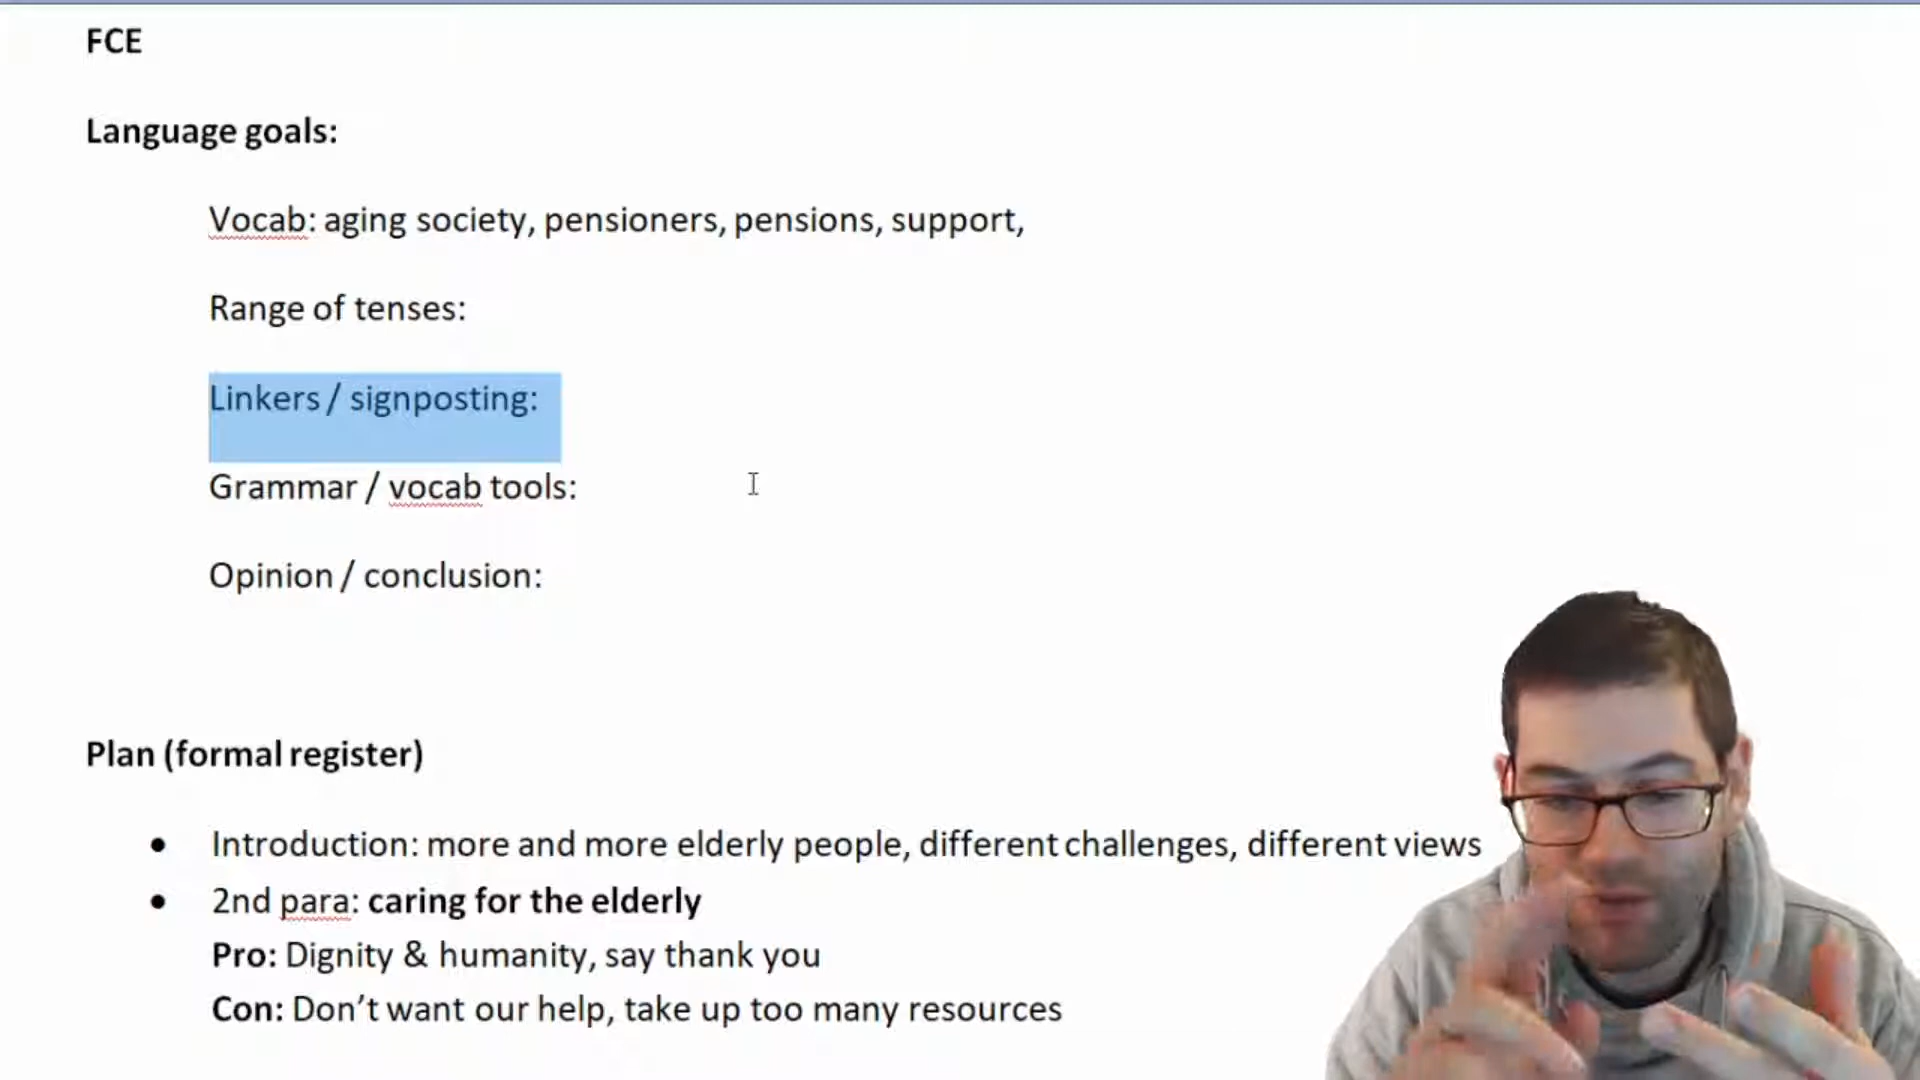 FCE
Language goals:
Vocab: aging society, pensioners, pensions, support,
Range of tenses:
Linkers / signposting:
Grammar / vocab tools:
Opinion / conclusion:
Plan (formal register)
• Introduction: more and more elderly people, different challenges, different views
• 2nd para: caring for the elderly
Pro: Dignity & humanity, say thank you
Con: Don’t want our help, take up too many resources